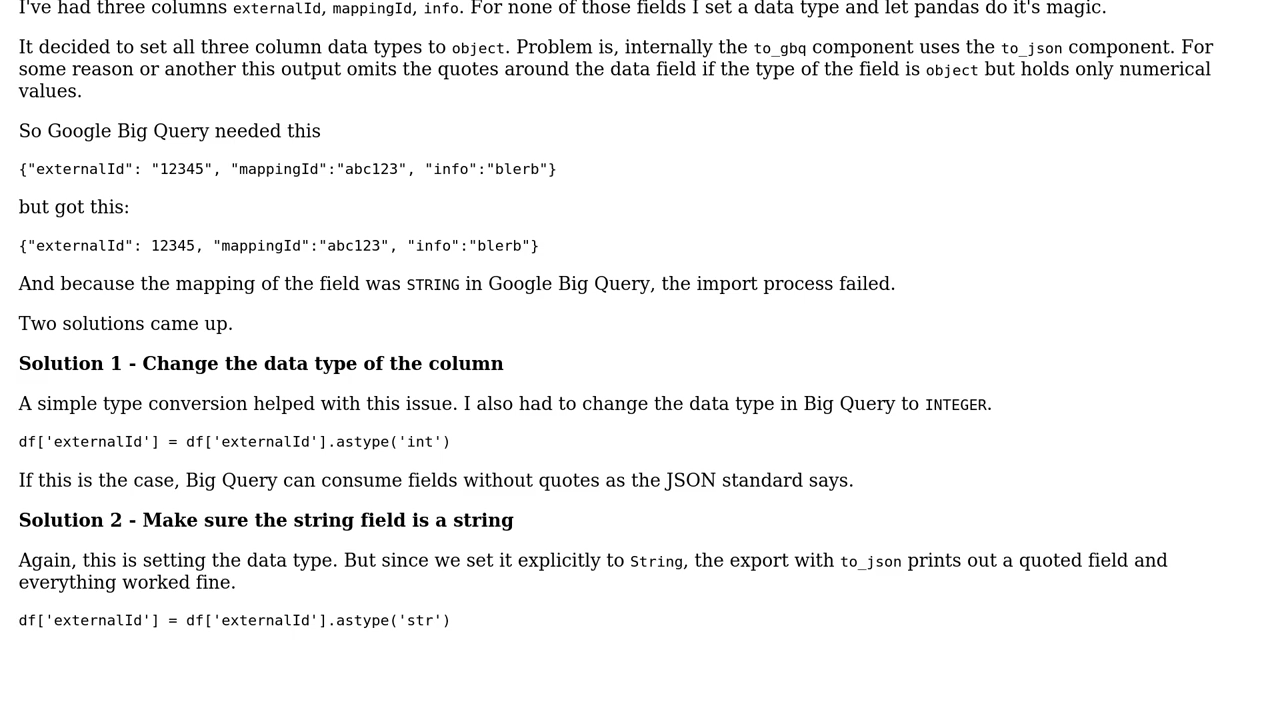 I've had three columns externalId, mappingId, info. For none of those fields I set a data type and let pandas do it's magic.
It decided to set all three column data types to object. Problem is, internally the to_gbq component uses the to_json component. For
some reason or another this output omits the quotes around the data field if the type of the field is object but holds only numerical
values.
So Google Big Query needed this
{"externalId": "12345", "mappingId":"abc123", "info":"blerb"}
but got this:
{"externalId": 12345, "mappingId":"abc123", "info":"blerb"}
And because the mapping of the field was STRING in Google Big Query, the import process failed.
Two solutions came up.
Solution 1 - Change the data type of the column
A simple type conversion helped with this issue. I also had to change the data type in Big Query to INTEGER.
df['externalId'] = df['externalId'].astype('int')
If this is the case, Big Query can consume fields without quotes as the JSON standard says.
Solution 2 - Make sure the string field is a string
Again, this is setting the data type. But since we set it explicitly to String, the export with to_json prints out a quoted field and
everything worked fine.
df['externalId'] = df['externalId'].astype('str')